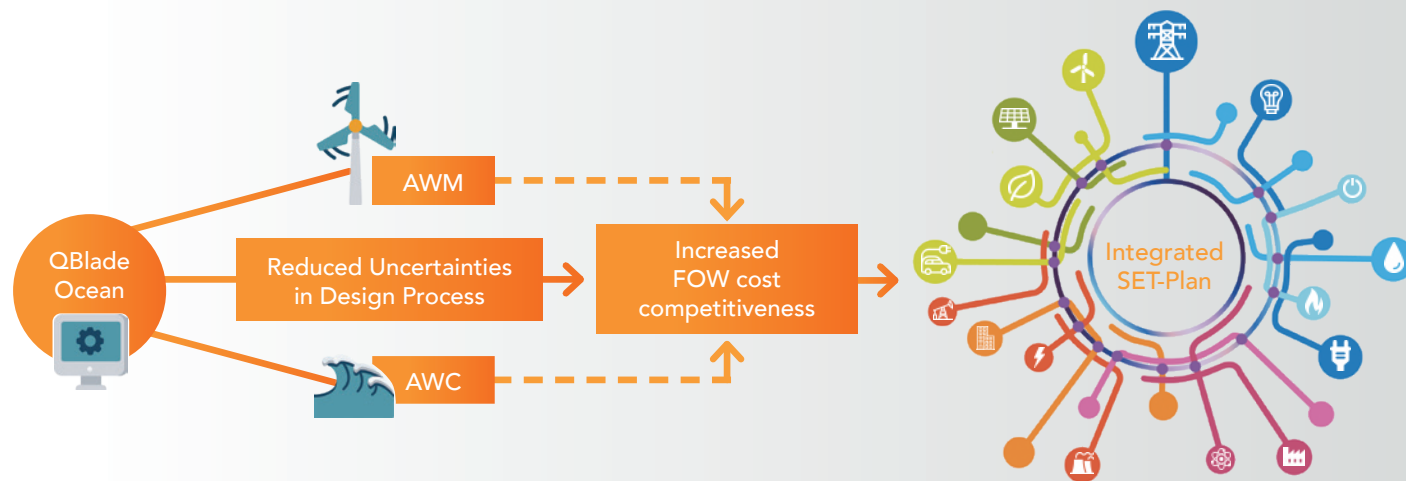 QBlade
Ocean
AWM
Reduced Uncertainties
in Design Process
AWC
Increased
FOW cost
competitiveness
Integrated
SET-Plan